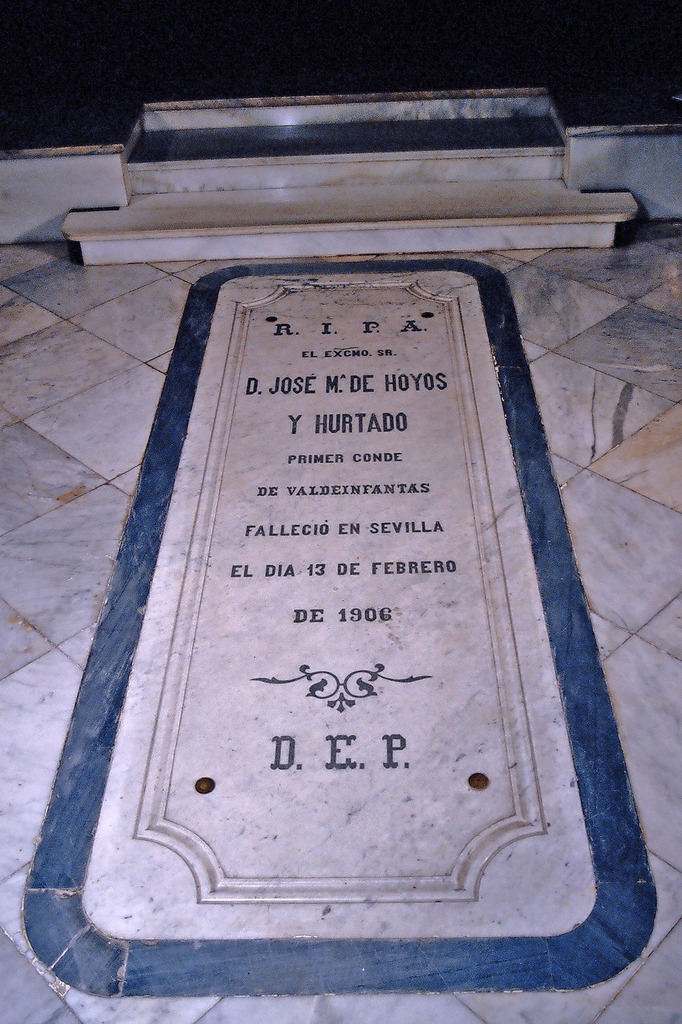 R. I. P. A.
EL EXCMO. SR.
D. JOSÉ M.ª DE HOYOS
Y HURTADO
PRIMER CONDE
DE VALDEINFANTAS
FALLECIÓ EN SEVILLA
EL DIA 13 DE FEBRERO
DE 1906
D. E. P.